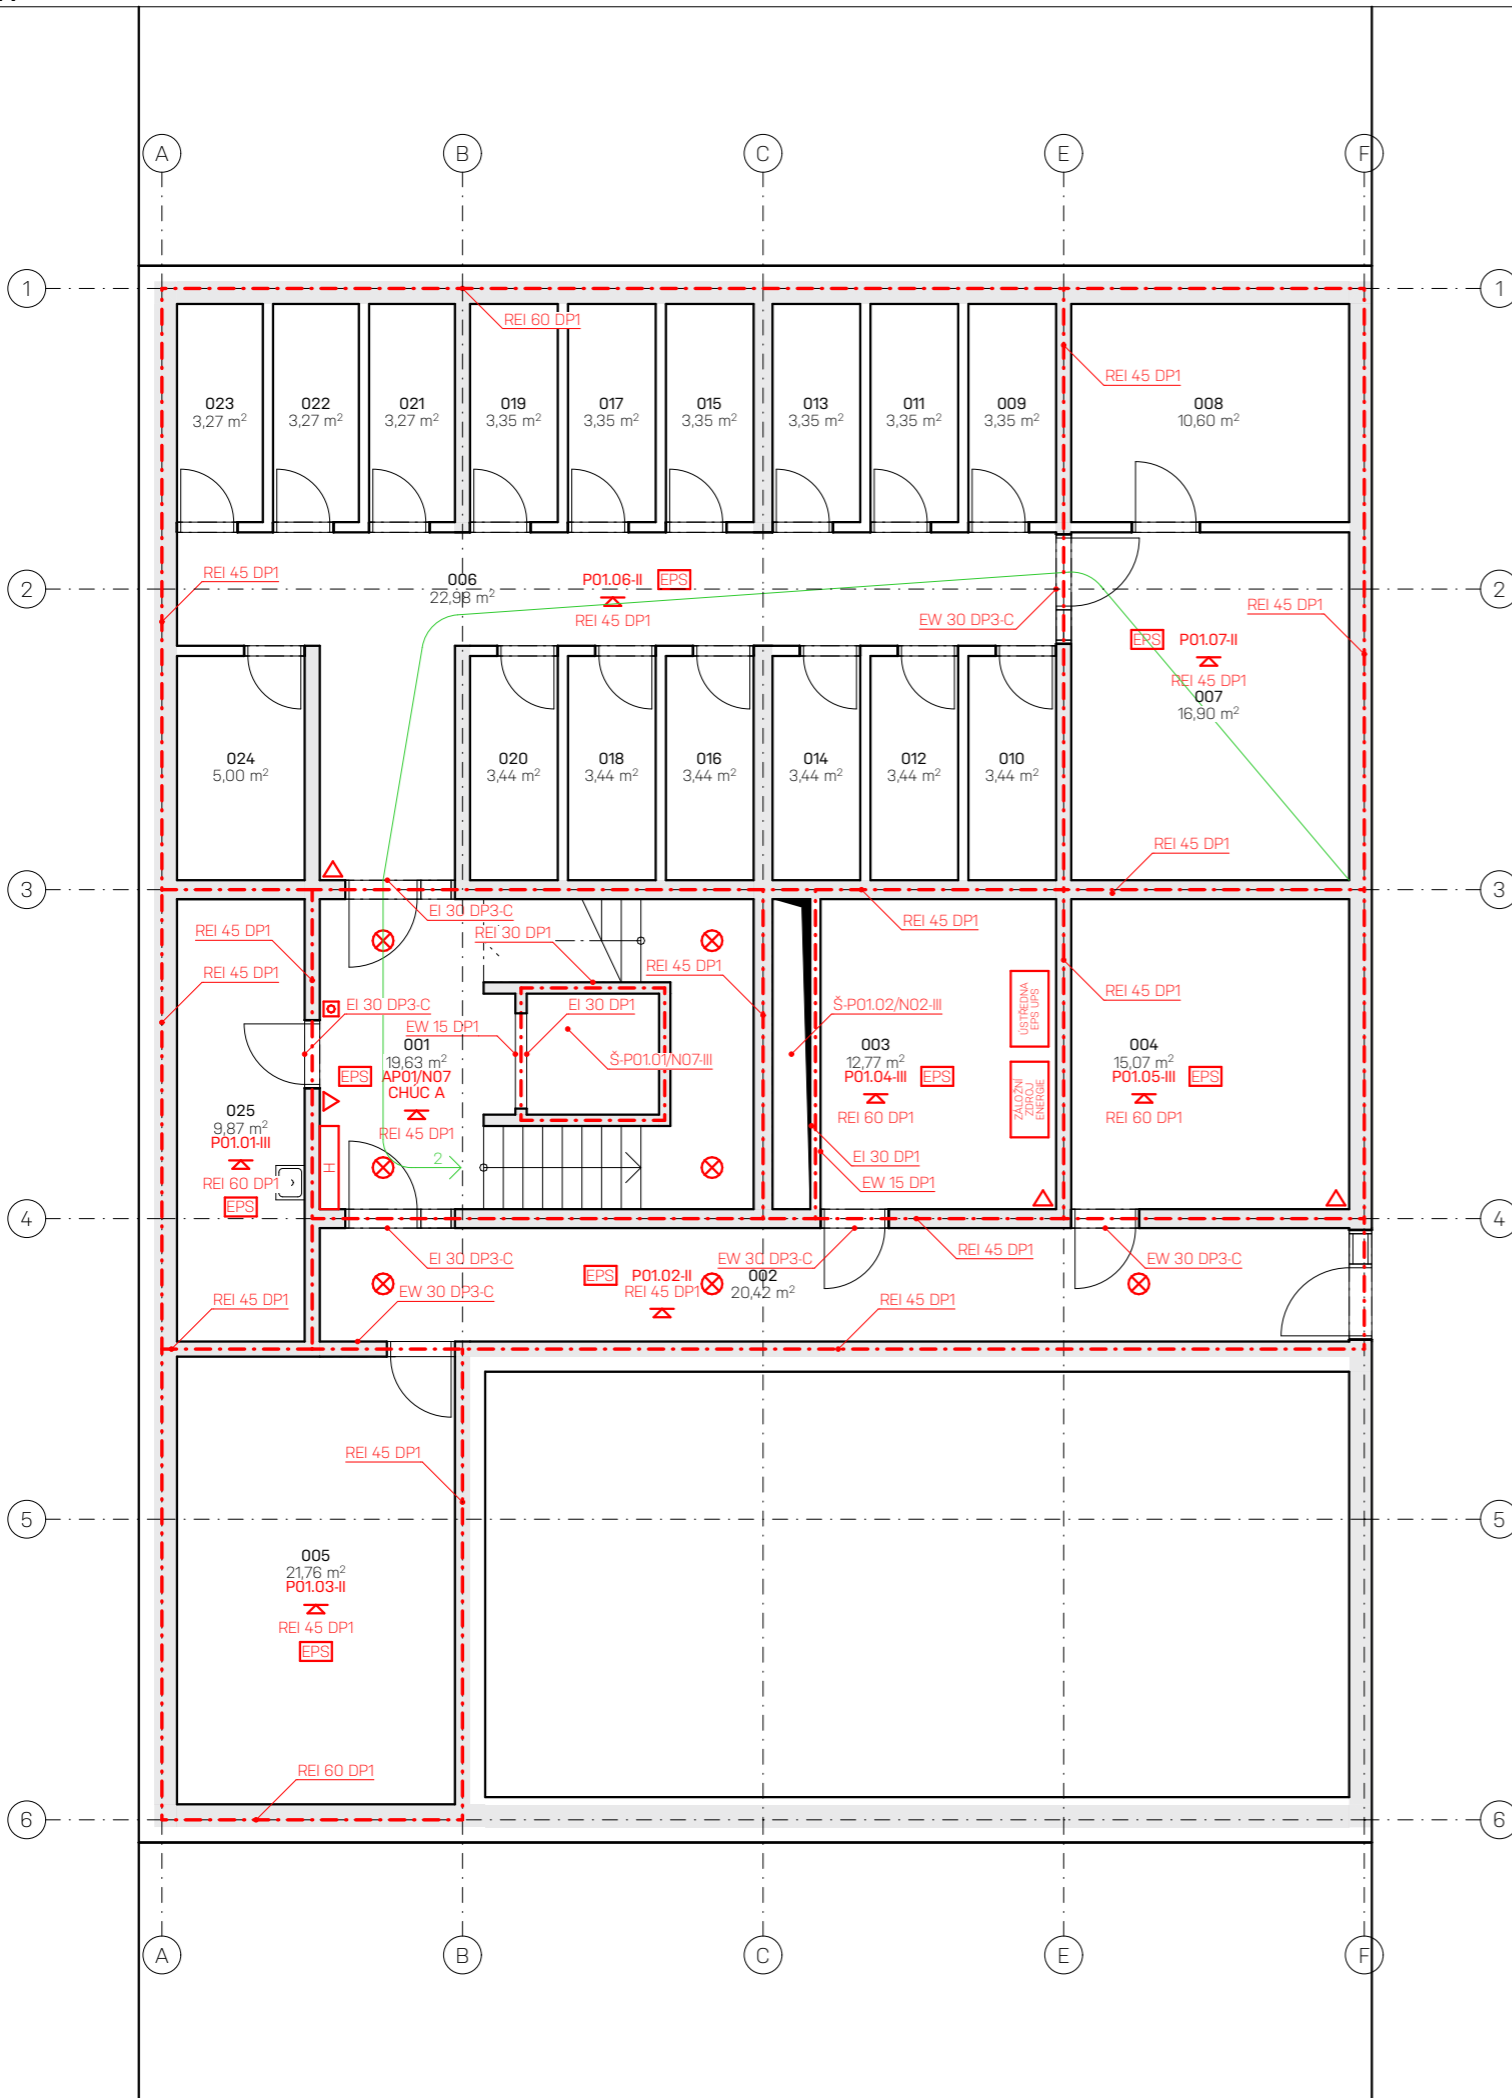 A
B
C
E
F
1
1
REI 60 DP1
REI 45 DP1
023
3,27 m²
022
3,27 m²
021
3,27 m²
019
3,35 m²
017
3,35 m²
015
3,35 m²
013
3,35 m²
011
3,35 m²
009
3,35 m²
008
10,60 m²
REI 45 DP1
2
006
22,98 m²
P01.06-II
EPS
REI 45 DP1
EW 30 DP3-C
REI 45 DP1
2
EPS
P01.07-II
REI 45 DP1
007
16,90 m²
024
5,00 m²
020
3,44 m²
018
3,44 m²
016
3,44 m²
014
3,44 m²
012
3,44 m²
010
3,44 m²
REI 45 DP1
3
3
EI 30 DP3-C
REI 45 DP1
REI 45 DP1
REI 30 DP1
REI 45 DP1
REI 45 DP1
REI 45 DP1
EI 30 DP3-C
EI 30 DP1
Š-P01.02/N02-III
ÚSTŘEDNA
EPS UPS
EW 15 DP1
001
19,63 m²
AP01/N07
CHÚC A
EPS
REI 45 DP1
Š-P01.01/N07-III
003
12,77 m²
P01.04-III
EPS
REI 60 DP1
ZÁLOŽNÍ
ZDROJ
ENERGIE
004
15,07 m²
P01.05-III
EPS
REI 60 DP1
025
9,87 m²
P01.01-III
REI 60 DP1
EPS
H
2
EI 30 DP1
EW 15 DP1
4
4
EI 30 DP3-C
EW 30 DP3-C
REI 45 DP1
EW 30 DP3-C
EPS
P01.02-II
REI 45 DP1
002
20,42 m²
EW 30 DP3-C
REI 45 DP1
REI 45 DP1
REI 45 DP1
5
5
005
21,76 m²
P01.03-II
REI 45 DP1
EPS
REI 60 DP1
6
6
A
B
C
E
F